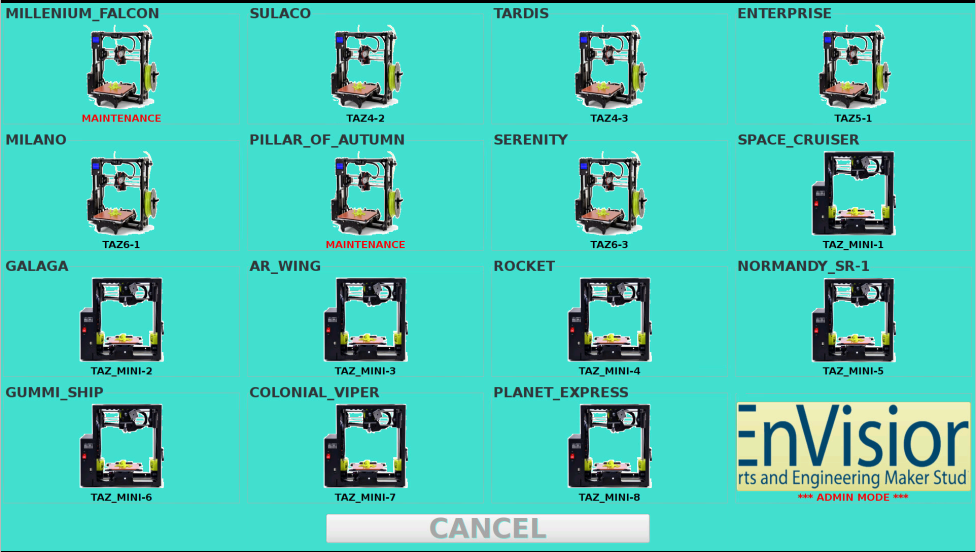 MILLENIUM_FALCON SULACO TARDIS ENTERPRISE
MAINTENANCE TAZ4-2 TAZ4-3 TAZ5-1
MILANO PILLAR_OF_AUTUMN SERENITY SPACE_CRUISER
TAZ6-1 MAINTENANCE TAZ6-3 TAZ_MINI-1
GALAGA AR_WING ROCKET NORMANDY_SR-1
TAZ_MINI-2 TAZ_MINI-3 TAZ_MINI-4 TAZ_MINI-5
GUMMI_SHIP COLONIAL_VIPER PLANET_EXPRESS
EnVision
rts and Engineering Maker Stud
TAZ_MINI-6 TAZ_MINI-7 TAZ_MINI-8 *** ADMIN MODE ***
CANCEL